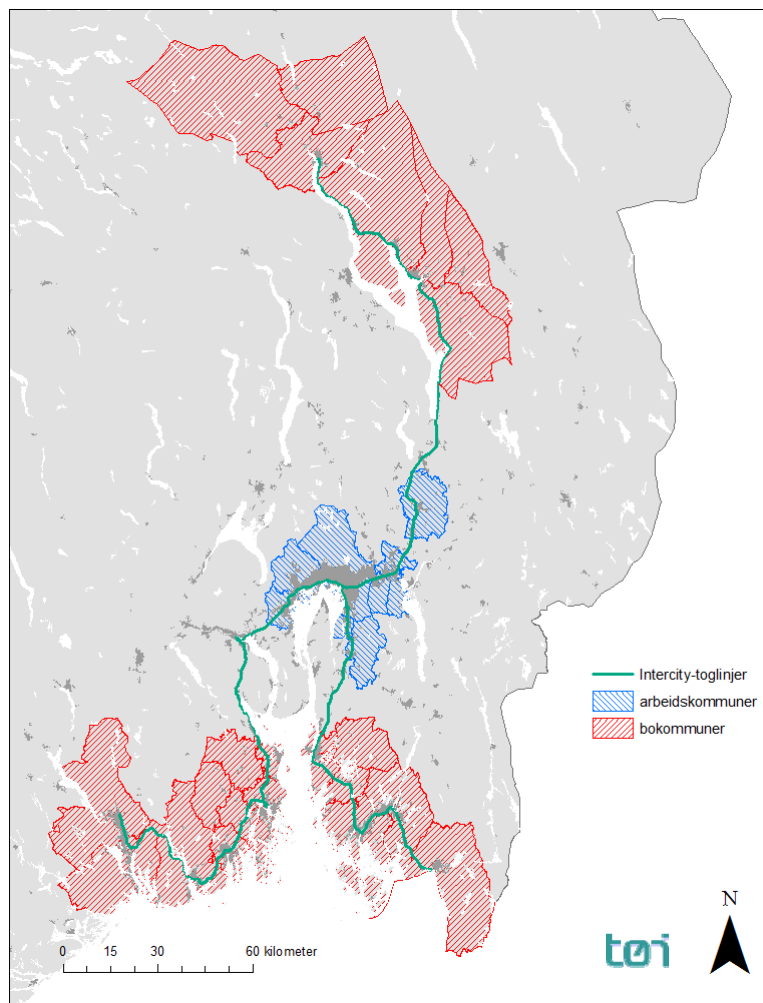 Intercity-toglinjer
arbeidskommuner
bokommuner
N
0 15 30 60 kilometer
tøi